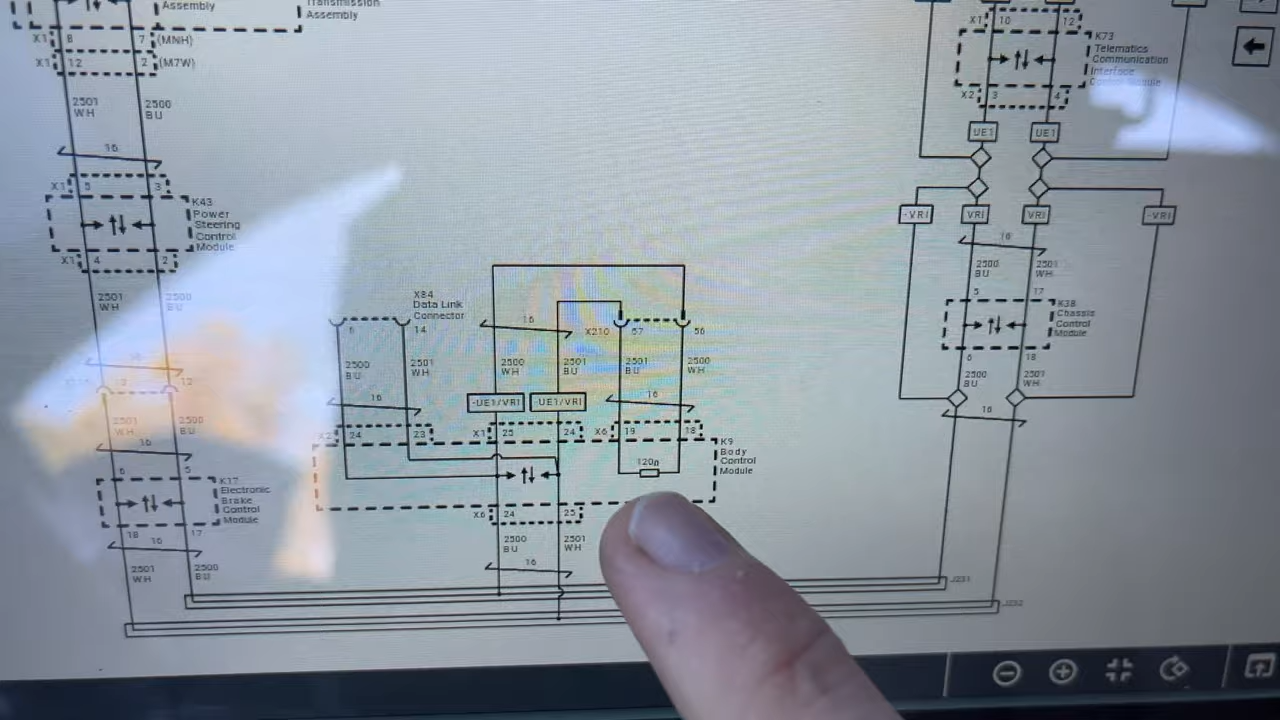 Assembly
Transmission
Assembly
X1 8 7 (MNH)
X1 12 2 (M7W)
2501
WH
2500
BU
16
X1 5 3
K43
Power
Steering
Control
Module
X1 4 2
2501
WH
2500
BU
16
12
2501
WH
2500
BU
16
6 5
K17
Electronic
Brake
Control
Module
18 17
16
2501
WH
2500
BU
X84
Data Link
Connector
6 14
2500
BU
2501
WH
16
X2 24 23
16
2500
WH
2501
BU
-UE1/VRI
-UE1/VRI
X1 25 24
X210 57 56
2501
WH
2500
BU
16
X6 19 18
K9
Body
Control
Module
120Ω
X6 24 25
2500
BU
2501
WH
16
X1 10 12
K73
Telematics
Communication
Interface
Control Module
X2 3 4
UE1
UE1
-VRI
VRI
VRI
-VRI
16
2500
BU
2501
WH
5 17
K38
Chassis
Control
Module
6 18
2500
BU
2501
WH
16
J231
J232